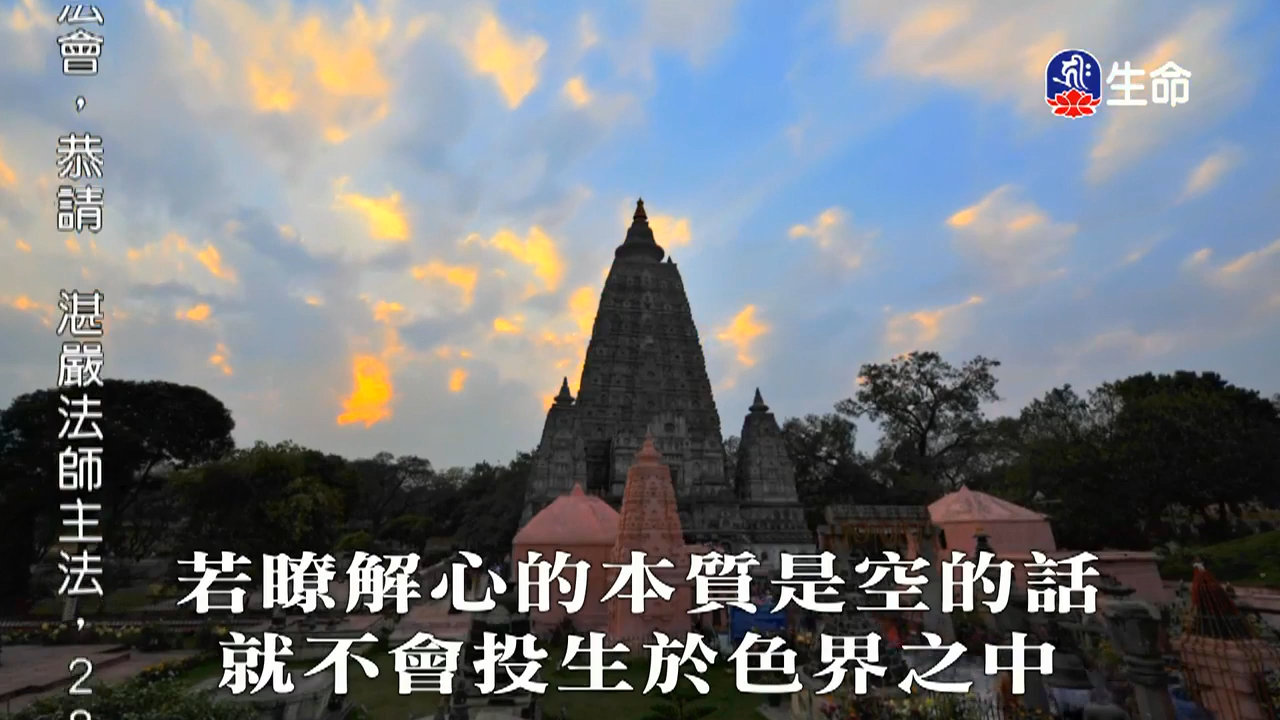 會，恭請　湛嚴法師主法，2
生命
若瞭解心的本質是空的話
就不會投生於色界之中